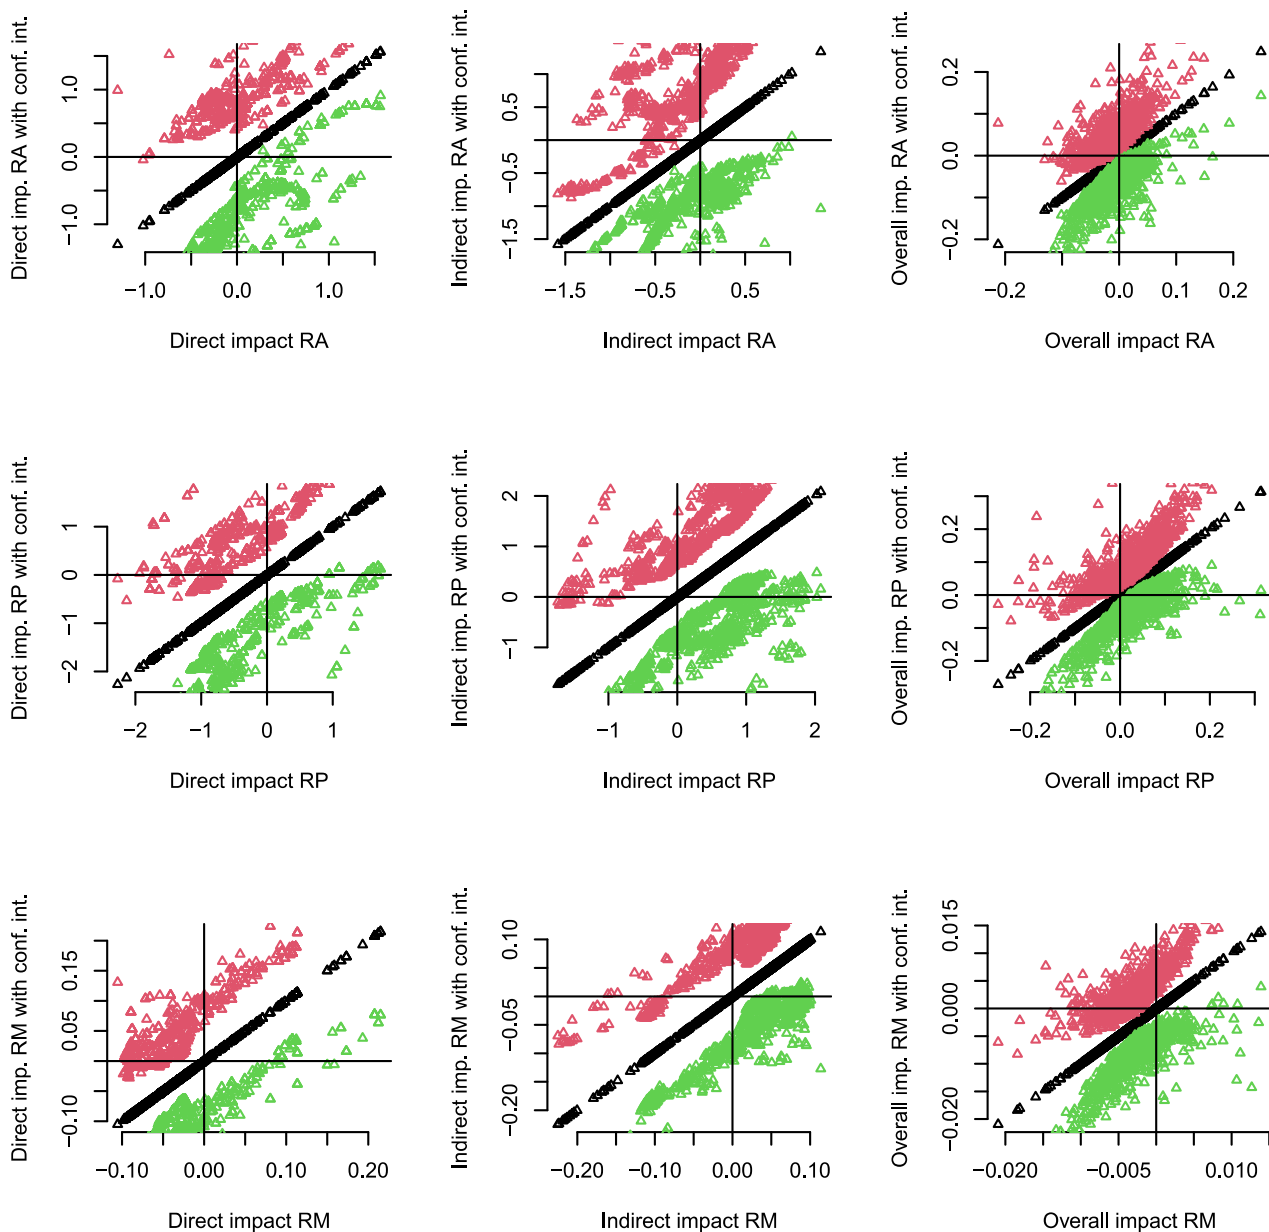 Direct imp. RA with conf. int.
1.0
0.0
−1.0
−1.0 0.0 1.0
Direct impact RA
Indirect imp. RA with conf. int.
0.5
−0.5
−1.5
−1.5 −0.5 0.5
Indirect impact RA
Overall imp. RA with conf. int.
0.2
0.0
−0.2
−0.2 0.0 0.1 0.2
Overall impact RA
Direct imp. RP with conf. int.
1
0
−1
−2
−2 −1 0 1
Direct impact RP
Indirect imp. RP with conf. int.
2
1
0
−1
−1 0 1 2
Indirect impact RP
Overall imp. RP with conf. int.
0.2
0.0
−0.2
−0.2 0.0 0.2
Overall impact RP
Direct imp. RM with conf. int.
0.15
0.05
−0.10
−0.10 0.00 0.10 0.20
Direct impact RM
Indirect imp. RM with conf. int.
0.10
−0.05
−0.20
−0.20 −0.10 0.00 0.10
Indirect impact RM
Overall imp. RM with conf. int.
0.015
0.000
−0.020
−0.020 −0.005 0.010
Overall impact RM